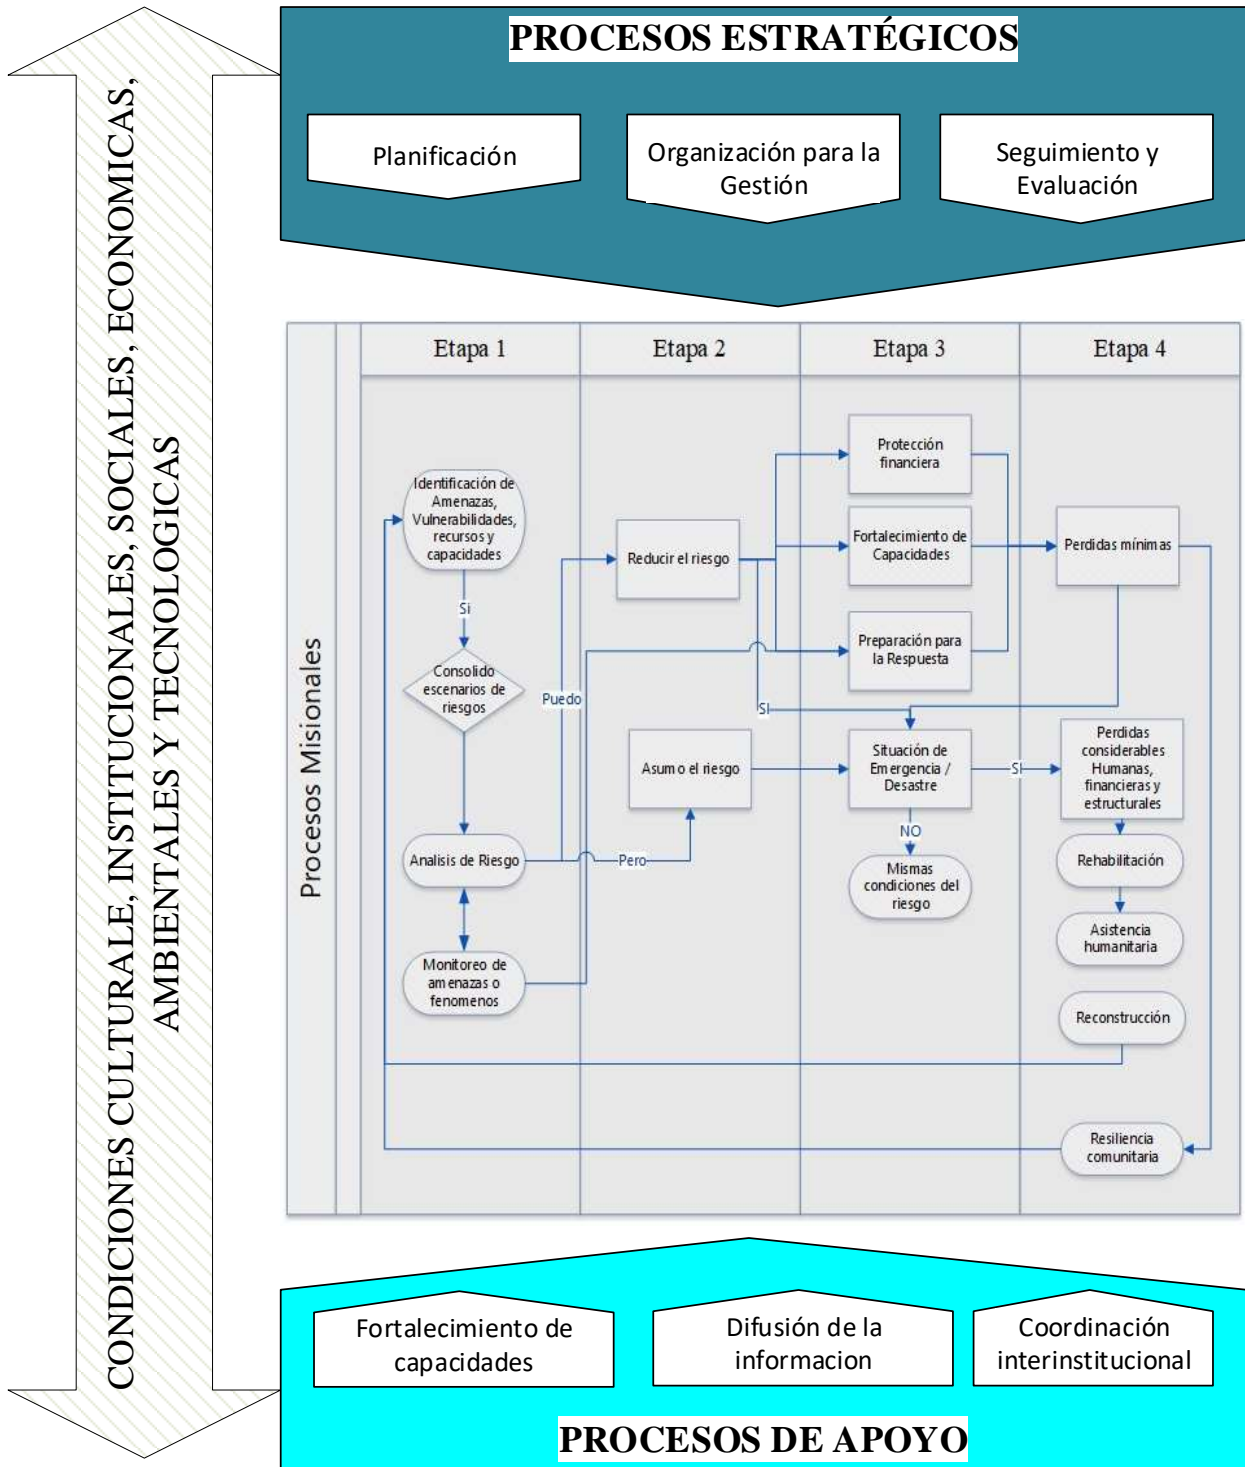 PROCESOS ESTRATÉGICOS
Planificación
Organización para la
Gestión
Seguimiento y
Evaluación
CONDICIONES CULTURALE, INSTITUCIONALES, SOCIALES, ECONOMICAS,
AMBIENTALES Y TECNOLOGICAS
Procesos Misionales
Etapa 1
Etapa 2
Etapa 3
Etapa 4
Identificación de
Amenazas,
Vulnerabilidades,
recursos y
capacidades
Si
Consolido
escenarios de
riesgos
Analisis de Riesgo
Monitoreo de
amenazas o
fenomenos
Puedo
Pero
Reducir el riesgo
Asumo el riesgo
SI
Protección
financiera
Fortalecimiento de
Capacidades
Preparación para
la Respuesta
Situación de
Emergencia /
Desastre
SI
NO
Mismas
condiciones del
riesgo
Perdidas mínimas
Perdidas
considerables
Humanas,
financieras y
estructurales
Rehabilitación
Asistencia
humanitaria
Reconstrucción
Resiliencia
comunitaria
Fortalecimiento de
capacidades
Difusión de la
informacion
Coordinación
interinstitucional
PROCESOS DE APOYO